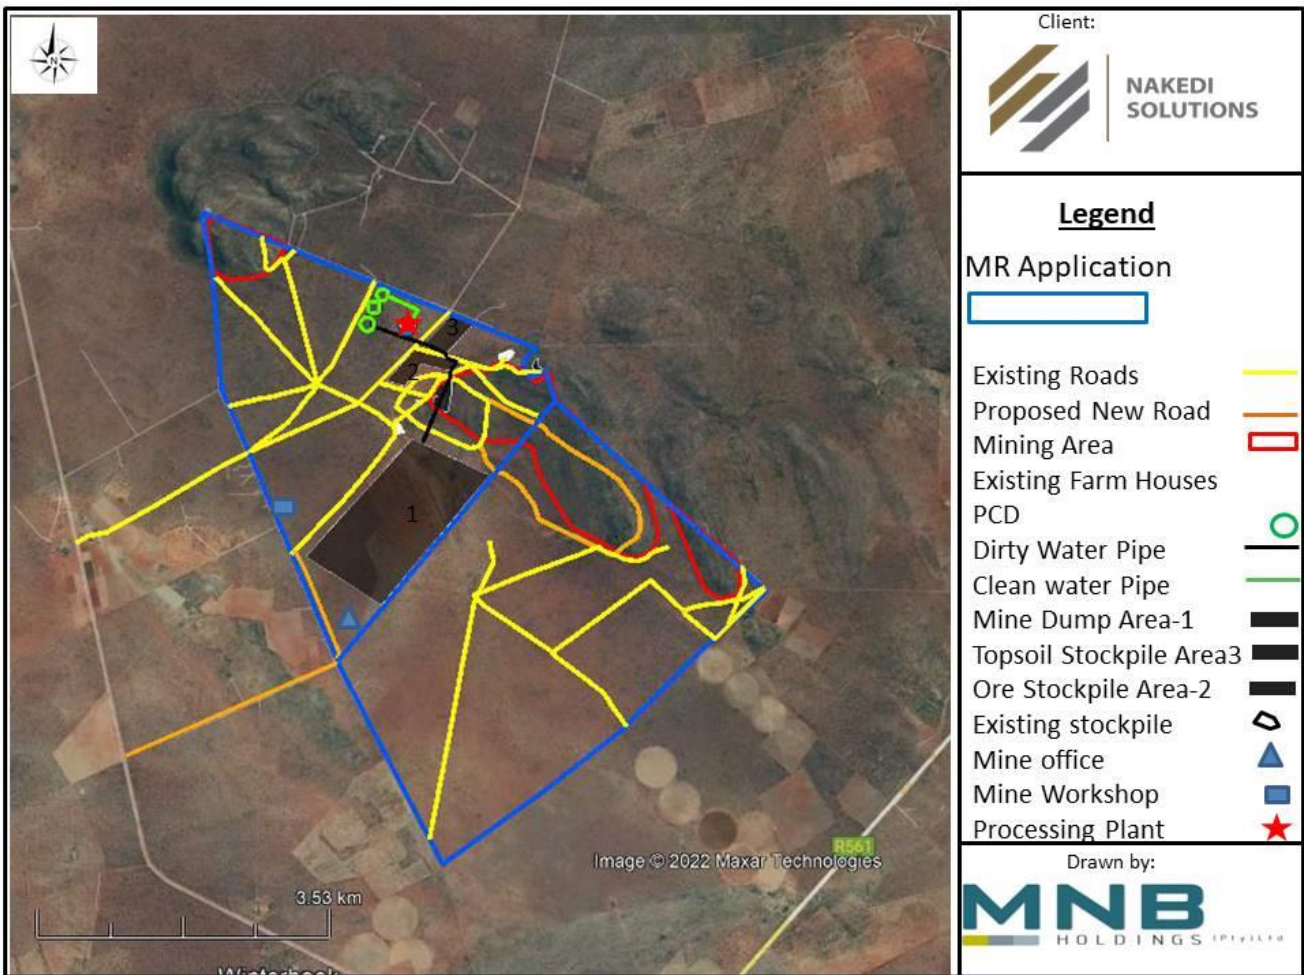 N
Client:
NAKEDI
SOLUTIONS
Legend
MR Application
Existing Roads
Proposed New Road
Mining Area
Existing Farm Houses
PCD
Dirty Water Pipe
Clean water Pipe
Mine Dump Area-1
Topsoil Stockpile Area3
Ore Stockpile Area-2
Existing stockpile
Mine office
Mine Workshop
Processing Plant
3
2
1
R561
Image © 2022 Maxar Technologies
3.53 km
Drawn by:
MNB
HOLDINGS (Pty)Ltd